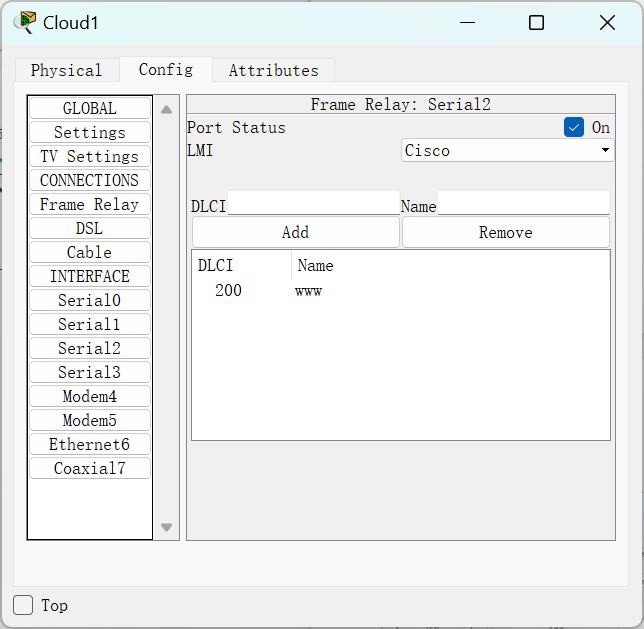 Cloud1
Physical Config Attributes
GLOBAL
Settings
TV Settings
CONNECTIONS
Frame Relay
DSL
Cable
INTERFACE
Serial0
Serial1
Serial2
Serial3
Modem4
Modem5
Ethernet6
Coaxial7
Frame Relay: Serial2
Port Status On
LMI Cisco
DLCI Name
Add Remove
DLCI Name
200 www
Top